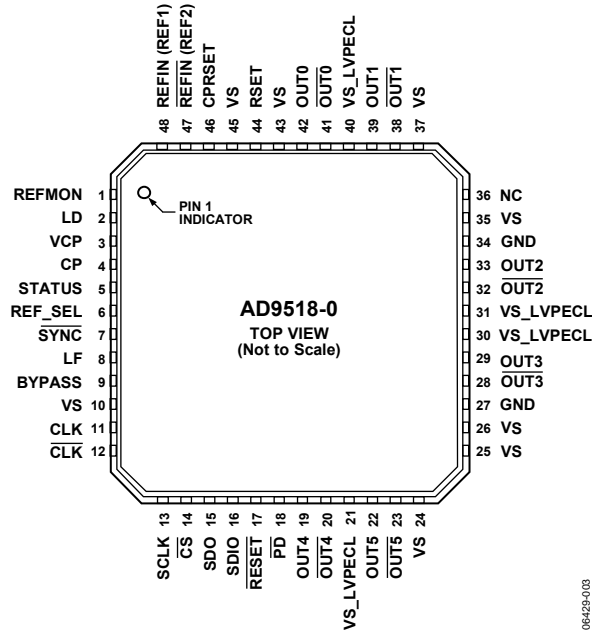 48 REFIN (REF1)
47 REFIN (REF2)
46 CPRSET
45 VS
44 RSET
43 VS
42 OUT0
41 OUT0
40 VS_LVPECL
39 OUT1
38 OUT1
37 VS
REFMON 1
LD 2
VCP 3
CP 4
STATUS 5
REF_SEL 6
SYNC 7
LF 8
BYPASS 9
VS 10
CLK 11
CLK 12
PIN 1
INDICATOR
AD9518-0
TOP VIEW
(Not to Scale)
36 NC
35 VS
34 GND
33 OUT2
32 OUT2
31 VS_LVPECL
30 VS_LVPECL
29 OUT3
28 OUT3
27 GND
26 VS
25 VS
SCLK 13
CS 14
SDO 15
SDIO 16
RESET 17
PD 18
OUT4 19
OUT4 20
VS_LVPECL 21
OUT5 22
OUT5 23
VS 24
06429-003